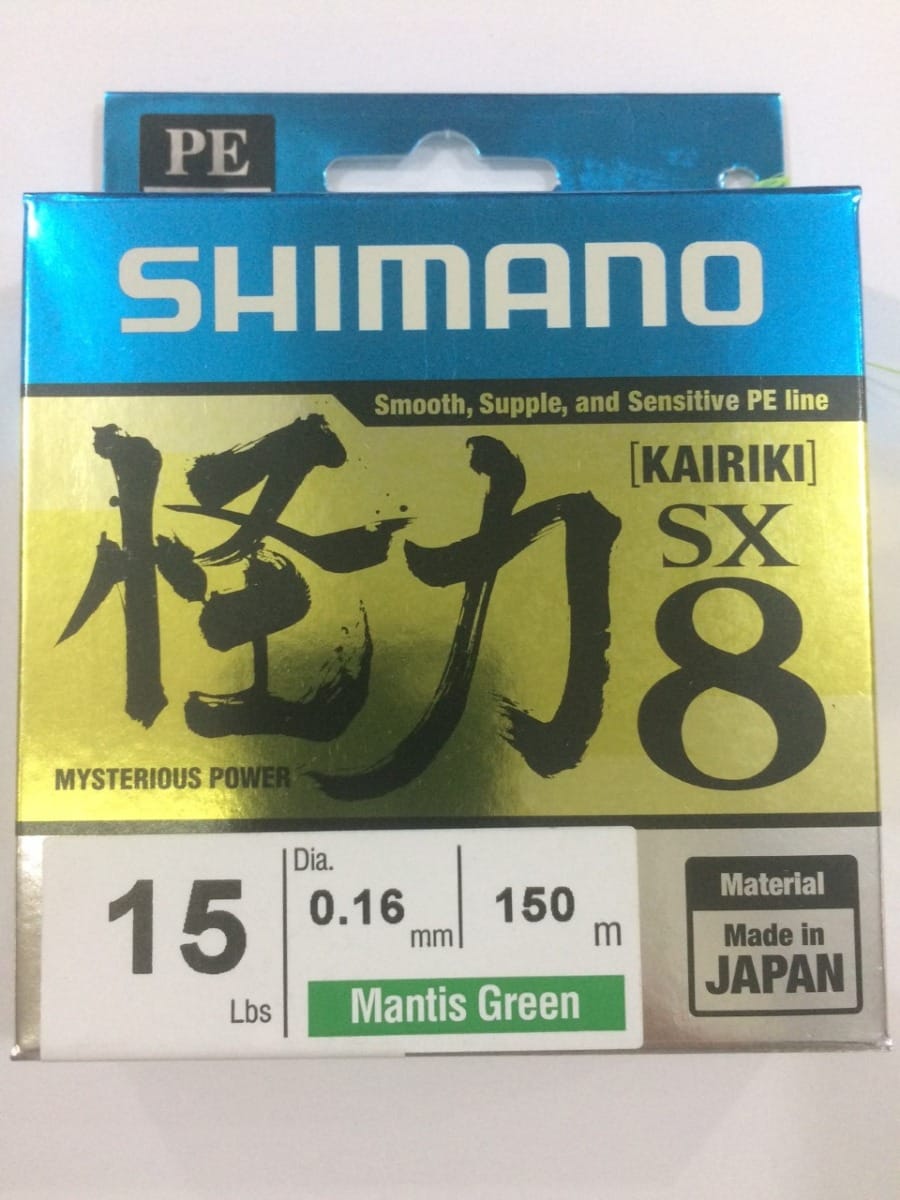 PE
SHIMANO
Smooth, Supple, and Sensitive PE line
怪力
[KAIRIKI]
SX
8
MYSTERIOUS POWER
15 Lbs
Dia.
0.16 mm
150 m
Mantis Green
Material
Made in
JAPAN